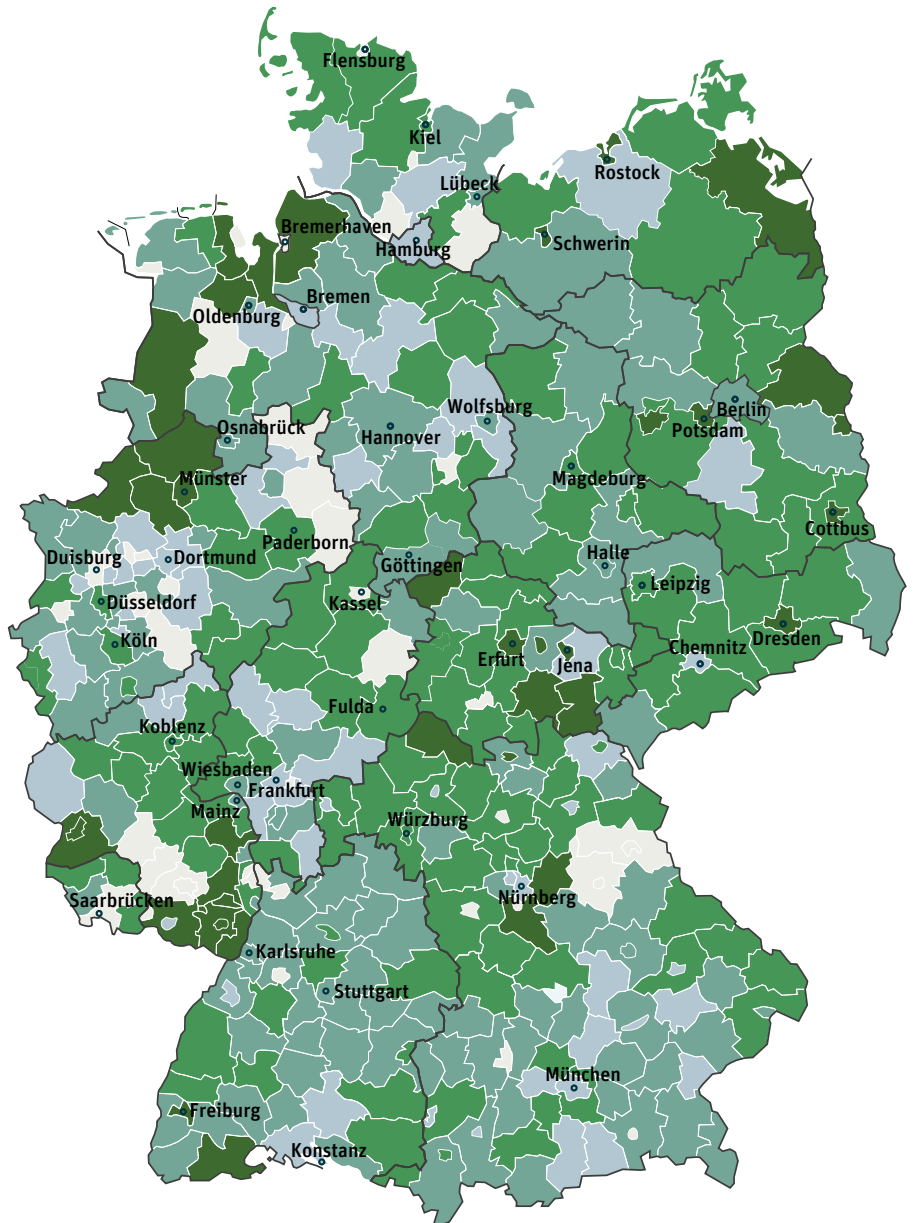 Flensburg
Kiel
Rostock
Lübeck
Bremerhaven
Schwerin
Hamburg
Bremen
Oldenburg
Wolfsburg
Berlin
Osnabrück
Hannover
Potsdam
Münster
Magdeburg
Cottbus
Paderborn
Duisburg
Dortmund
Göttingen
Halle
Leipzig
Kassel
Düsseldorf
Dresden
Köln
Chemnitz
Erfurt
Jena
Fulda
Koblenz
Wiesbaden
Frankfurt
Mainz
Würzburg
Nürnberg
Saarbrücken
Karlsruhe
Stuttgart
München
Freiburg
Konstanz